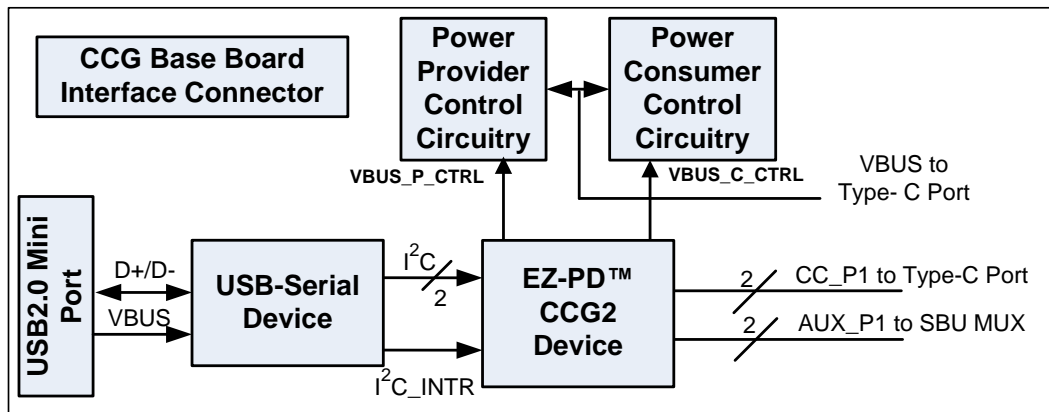 CCG Base Board
Interface Connector
Power
Provider
Control
Circuitry
Power
Consumer
Control
Circuitry
VBUS_P_CTRL
VBUS_C_CTRL
VBUS to
Type- C Port
USB2.0 Mini
Port
D+/D-
VBUS
USB-Serial
Device
I²C
2
I²C_INTR
EZ-PD™
CCG2
Device
2
CC_P1 to Type-C Port
2
AUX_P1 to SBU MUX